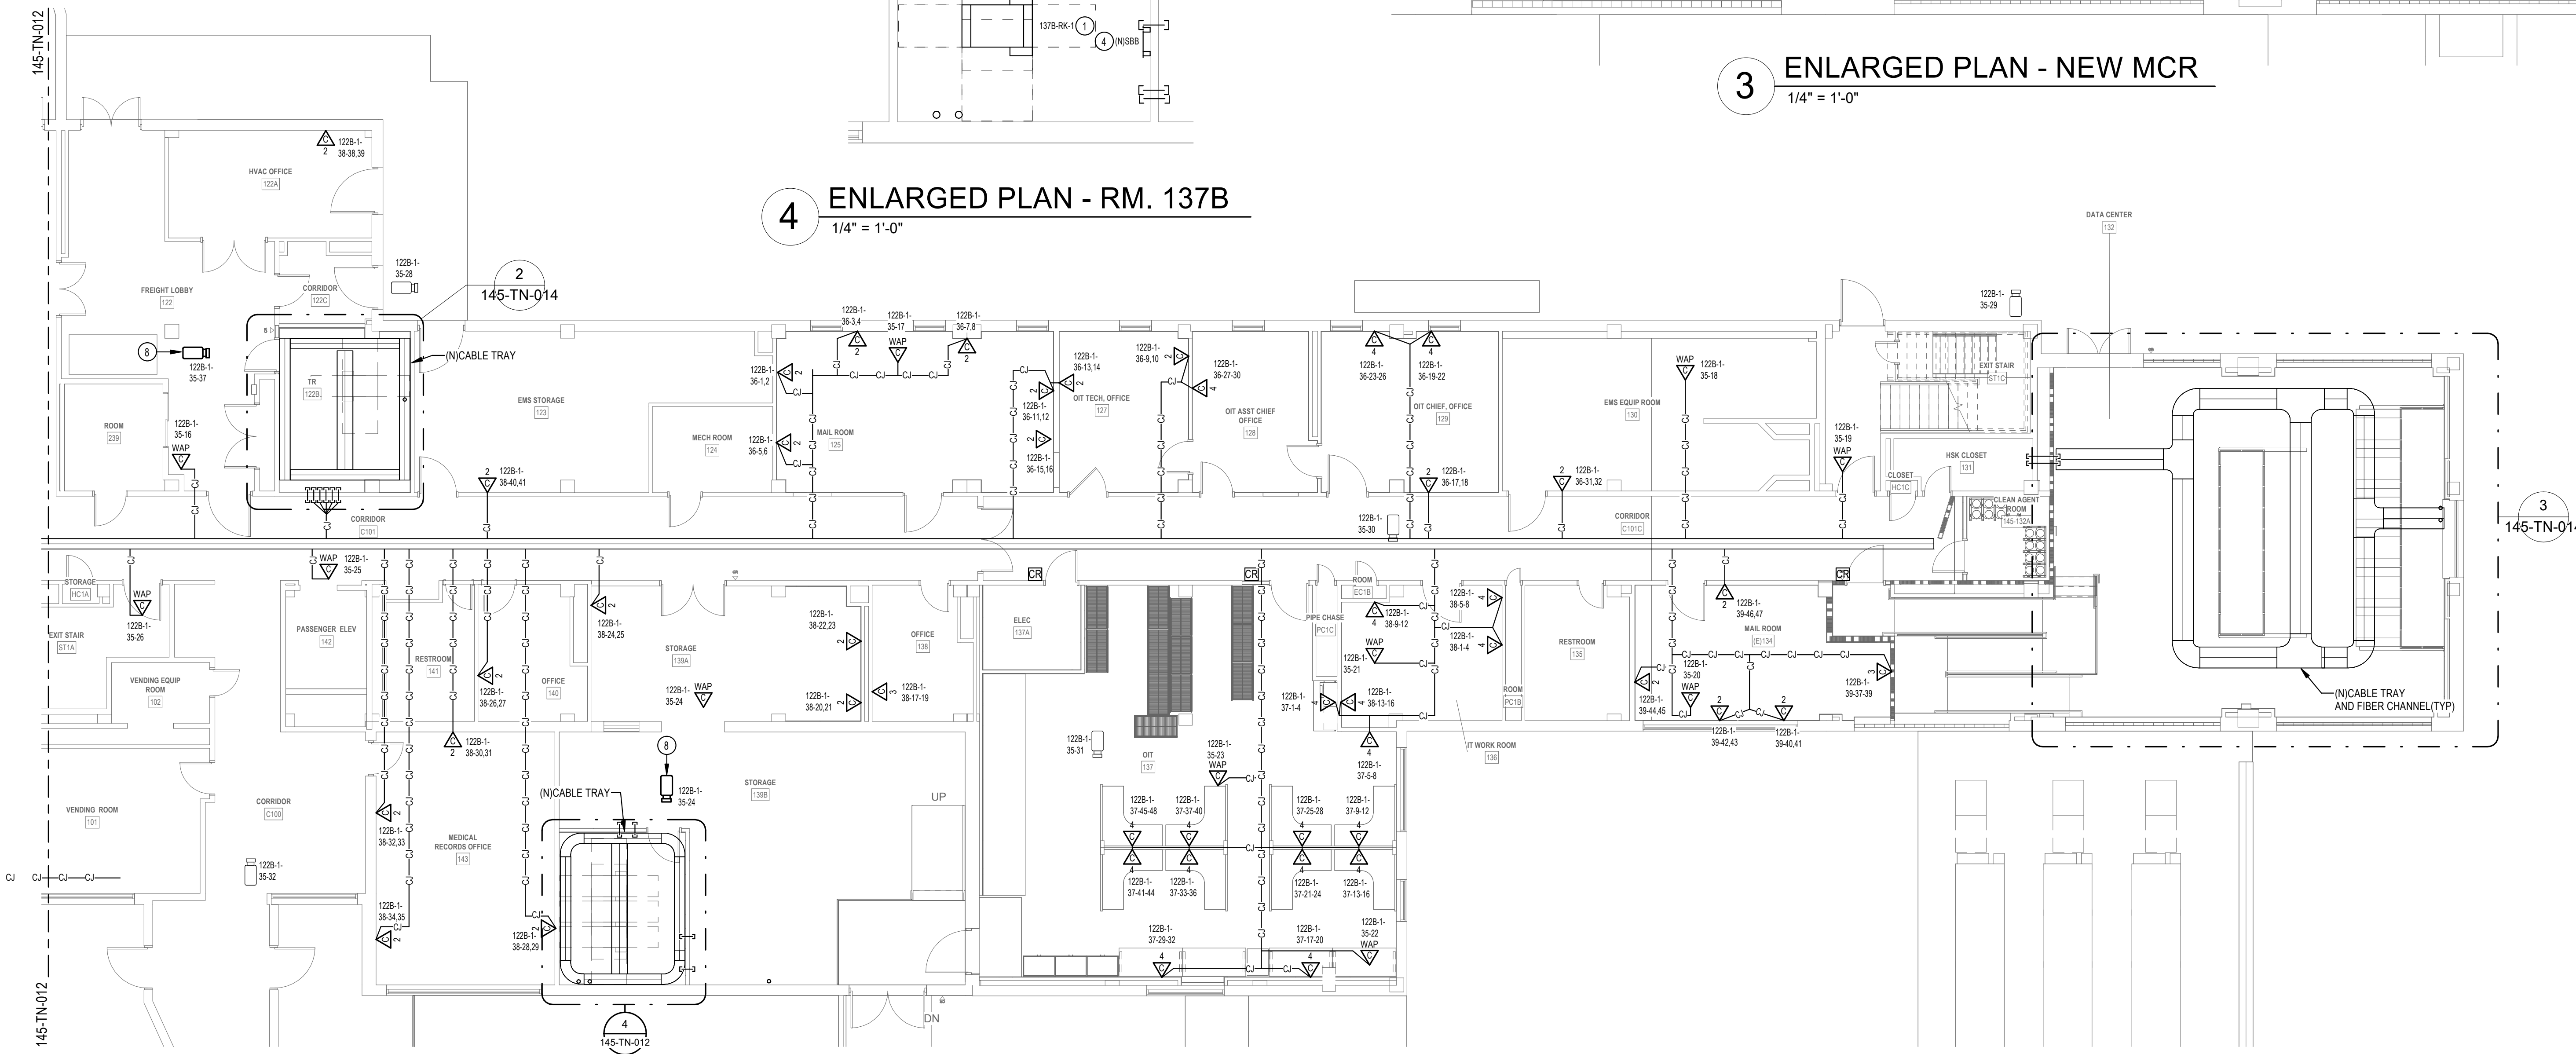 145-TN-012
137B-RK-1
1
4
(N)SBB
3
ENLARGED PLAN - NEW MCR
1/4" = 1'-0"
4
ENLARGED PLAN - RM. 137B
1/4" = 1'-0"
C
2
122B-1-
38-38,39
HVAC OFFICE
122A
FREIGHT LOBBY
122
CORRIDOR
122C
122B-1-
35-28
2
145-TN-014
(N)CABLE TRAY
8
122B-1-
35-37
TR
122B
ROOM
239
122B-1-
35-16
WAP
C
CORRIDOR
C101
EMS STORAGE
123
2
122B-1-
38-40,41
MECH ROOM
124
122B-1-
36-3,4
122B-1-
35-17
WAP
122B-1-
36-7,8
122B-1-
36-1,2
122B-1-
36-5,6
MAIL ROOM
125
122B-1-
36-13,14
122B-1-
36-11,12
122B-1-
36-15,16
OIT TECH, OFFICE
127
122B-1-
36-9,10
122B-1-
36-27-30
OIT ASST CHIEF
OFFICE
128
122B-1-
36-23-26
122B-1-
36-19-22
OIT CHIEF, OFFICE
129
122B-1-
36-17,18
122B-1-
35-30
122B-1-
36-31,32
EMS EQUIP ROOM
130
WAP
122B-1-
35-18
CORRIDOR
C101C
122B-1-
35-19
WAP
122B-1-
35-29
EXIT STAIR
ST1C
HSK CLOSET
131
CLOSET
HC1C
CLEAN AGENT
ROOM
145-132A
DATA CENTER
132
3
145-TN-014
(N)CABLE TRAY
AND FIBER CHANNEL(TYP)
STORAGE
HC1A
WAP
122B-1-
35-26
WAP
122B-1-
35-25
EXIT STAIR
ST1A
VENDING EQUIP
ROOM
102
PASSENGER ELEV
142
RESTROOM
141
122B-1-
38-26,27
OFFICE
140
122B-1-
38-24,25
STORAGE
139A
122B-1-
35-24
WAP
122B-1-
38-22,23
122B-1-
38-20,21
OFFICE
138
122B-1-
38-17-19
ELEC
137A
CR
CR
CR
ROOM
EC1B
PIPE CHASE
PC1C
122B-1-
38-9-12
122B-1-
38-5-8
122B-1-
38-1-4
WAP
122B-1-
35-21
122B-1-
37-1-4
122B-1-
38-13-16
122B-1-
37-5-8
ROOM
PC1B
IT WORK ROOM
136
RESTROOM
135
122B-1-
39-44,45
122B-1-
35-20
WAP
122B-1-
39-46,47
MAIL ROOM
(E)134
122B-1-
39-37-39
122B-1-
39-42,43
122B-1-
39-40,41
122B-1-
38-30,31
VENDING ROOM
101
CORRIDOR
C100
122B-1-
35-32
122B-1-
38-32,33
MEDICAL
RECORDS OFFICE
143
122B-1-
38-34,35
122B-1-
38-28,29
(N)CABLE TRAY
8
122B-1-
35-24
STORAGE
139B
UP
DN
122B-1-
35-31
OIT
137
122B-1-
35-23
WAP
122B-1-
37-45-48
122B-1-
37-37-40
122B-1-
37-25-28
122B-1-
37-9-12
122B-1-
37-41-44
122B-1-
37-33-36
122B-1-
37-21-24
122B-1-
37-13-16
122B-1-
37-29-32
122B-1-
37-17-20
122B-1-
35-22
WAP
CJ CJ CJ CJ
145-TN-012
4
145-TN-012